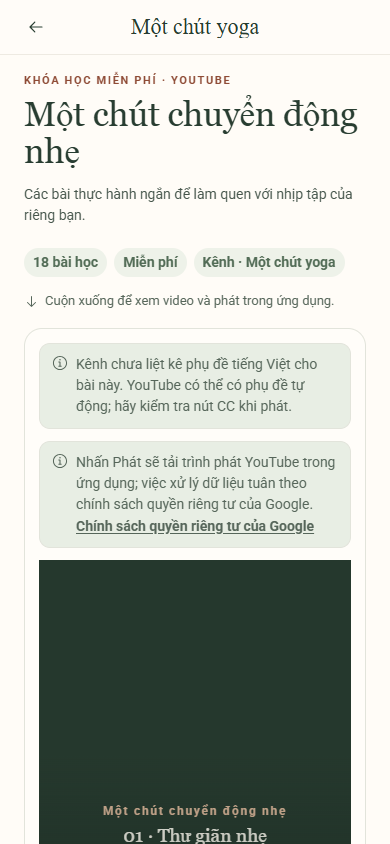 Một chút yoga
KHÓA HỌC MIỄN PHÍ · YOUTUBE
Một chút chuyển động
nhẹ
Các bài thực hành ngắn để làm quen với nhịp tập của
riêng bạn.
18 bài học
Miễn phí
Kênh · Một chút yoga
Cuộn xuống để xem video và phát trong ứng dụng.
Kênh chưa liệt kê phụ đề tiếng Việt cho
bài này. YouTube có thể có phụ đề tự
động; hãy kiểm tra nút CC khi phát.
Nhấn Phát sẽ tải trình phát YouTube trong
ứng dụng; việc xử lý dữ liệu tuân theo
chính sách quyền riêng tư của Google.
Chính sách quyền riêng tư của Google
Một chút chuyển động nhẹ
01 · Thư giãn nhẹ